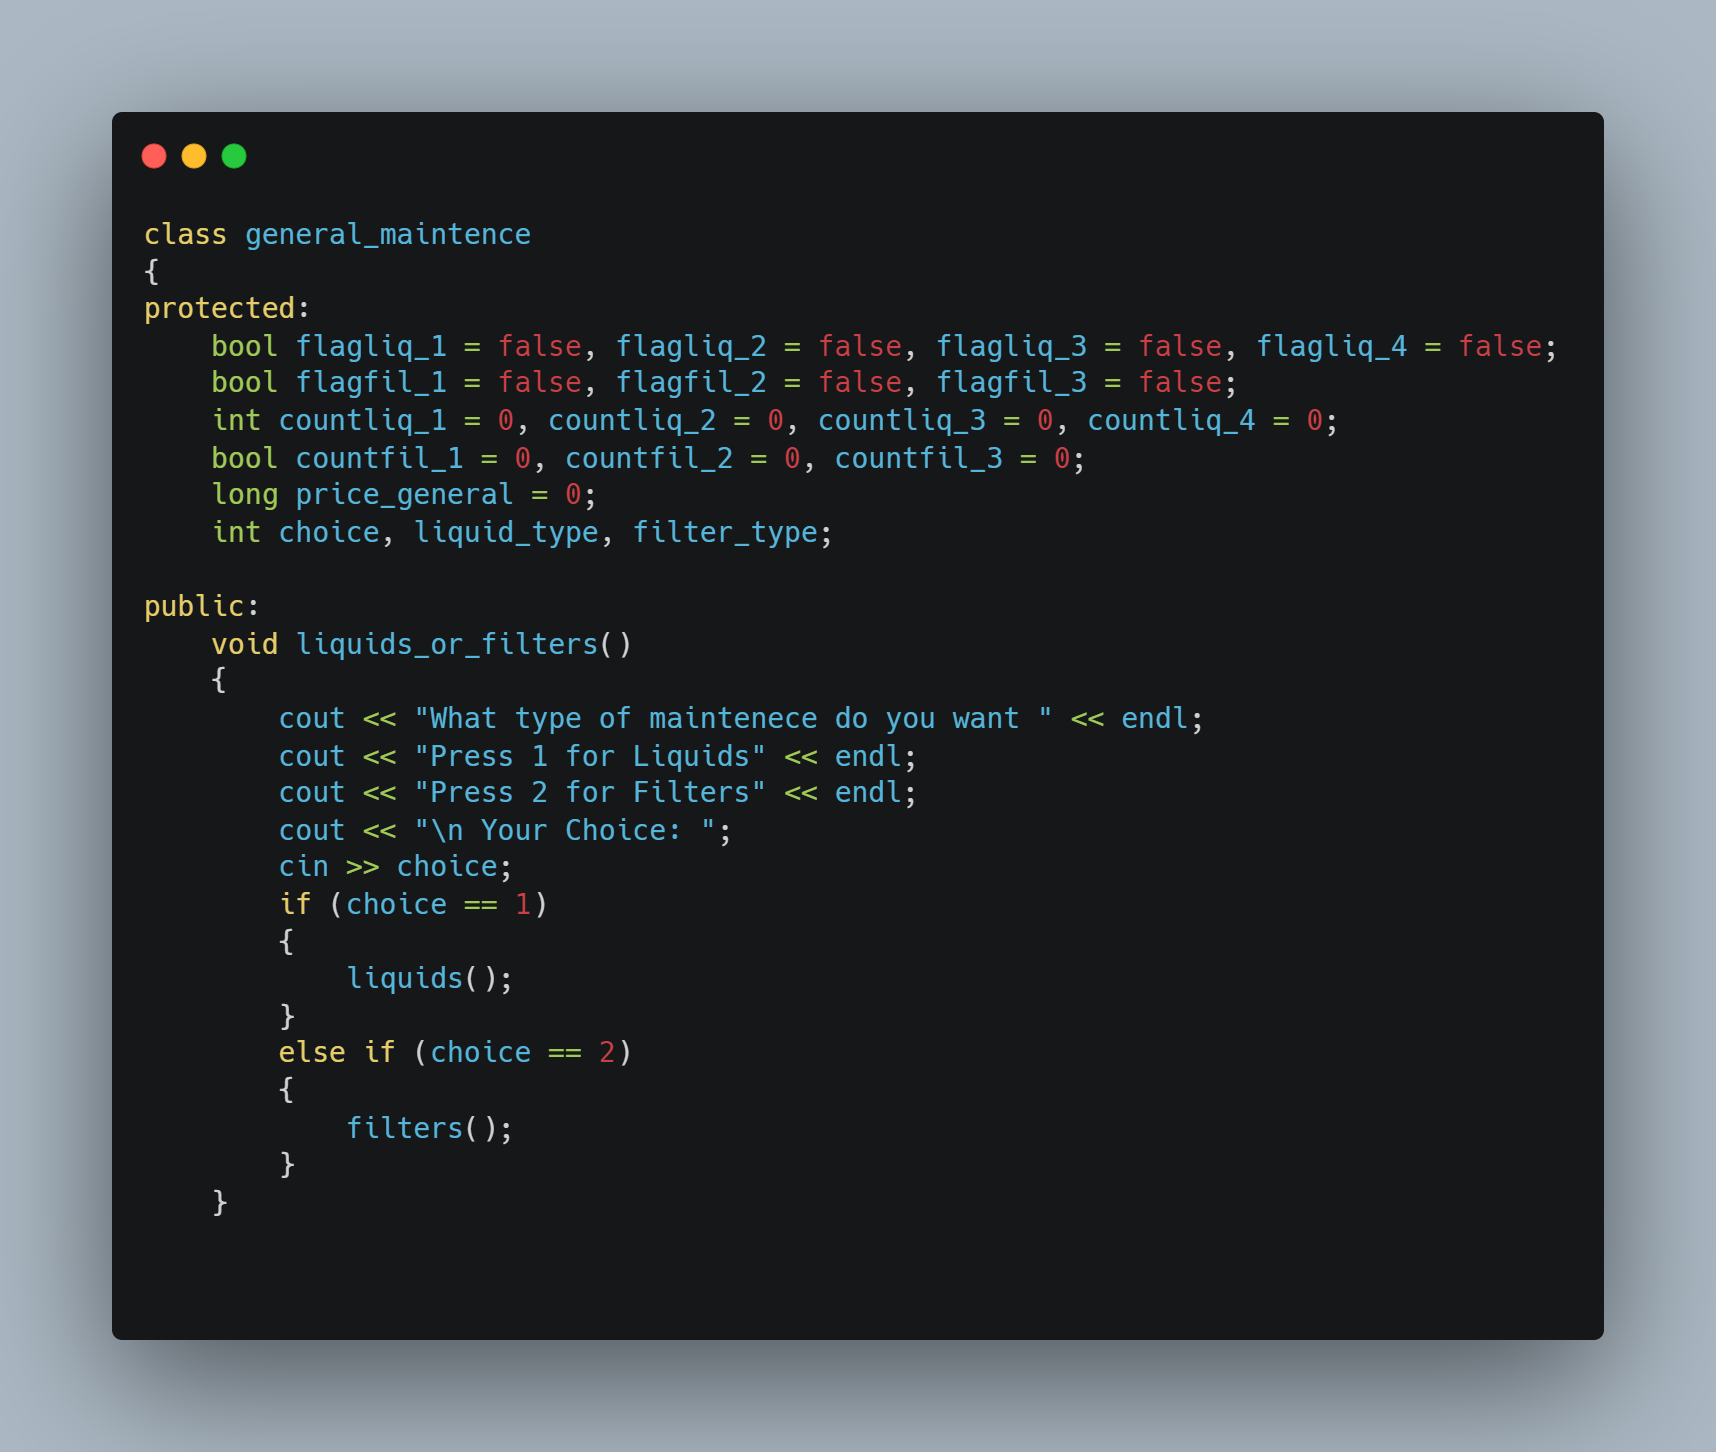 class general_maintence
{
protected:
    bool flagliq_1 = false, flagliq_2 = false, flagliq_3 = false, flagliq_4 = false;
    bool flagfil_1 = false, flagfil_2 = false, flagfil_3 = false;
    int countliq_1 = 0, countliq_2 = 0, countliq_3 = 0, countliq_4 = 0;
    bool countfil_1 = 0, countfil_2 = 0, countfil_3 = 0;
    long price_general = 0;
    int choice, liquid_type, filter_type;

public:
    void liquids_or_filters()
    {
        cout << "What type of maintenece do you want " << endl;
        cout << "Press 1 for Liquids" << endl;
        cout << "Press 2 for Filters" << endl;
        cout << "\n Your Choice: ";
        cin >> choice;
        if (choice == 1)
        {
            liquids();
        }
        else if (choice == 2)
        {
            filters();
        }
    }